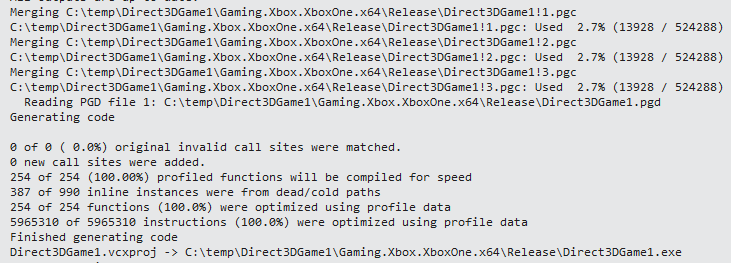 Merging C:\temp\Direct3DGame1\Gaming.Xbox.XboxOne.x64\Release\Direct3DGame1!1.pgc
C:\temp\Direct3DGame1\Gaming.Xbox.XboxOne.x64\Release\Direct3DGame1!1.pgc: Used  2.7% (13928 / 524288)
Merging C:\temp\Direct3DGame1\Gaming.Xbox.XboxOne.x64\Release\Direct3DGame1!2.pgc
C:\temp\Direct3DGame1\Gaming.Xbox.XboxOne.x64\Release\Direct3DGame1!2.pgc: Used  2.7% (13928 / 524288)
Merging C:\temp\Direct3DGame1\Gaming.Xbox.XboxOne.x64\Release\Direct3DGame1!3.pgc
C:\temp\Direct3DGame1\Gaming.Xbox.XboxOne.x64\Release\Direct3DGame1!3.pgc: Used  2.7% (13928 / 524288)
  Reading PGD file 1: C:\temp\Direct3DGame1\Gaming.Xbox.XboxOne.x64\Release\Direct3DGame1.pgd
Generating code

0 of 0 ( 0.0%) original invalid call sites were matched.
0 new call sites were added.
254 of 254 (100.00%) profiled functions will be compiled for speed
387 of 990 inline instances were from dead/cold paths
254 of 254 functions (100.0%) were optimized using profile data
5965310 of 5965310 instructions (100.0%) were optimized using profile data
Finished generating code
Direct3DGame1.vcxproj -> C:\temp\Direct3DGame1\Gaming.Xbox.XboxOne.x64\Release\Direct3DGame1.exe